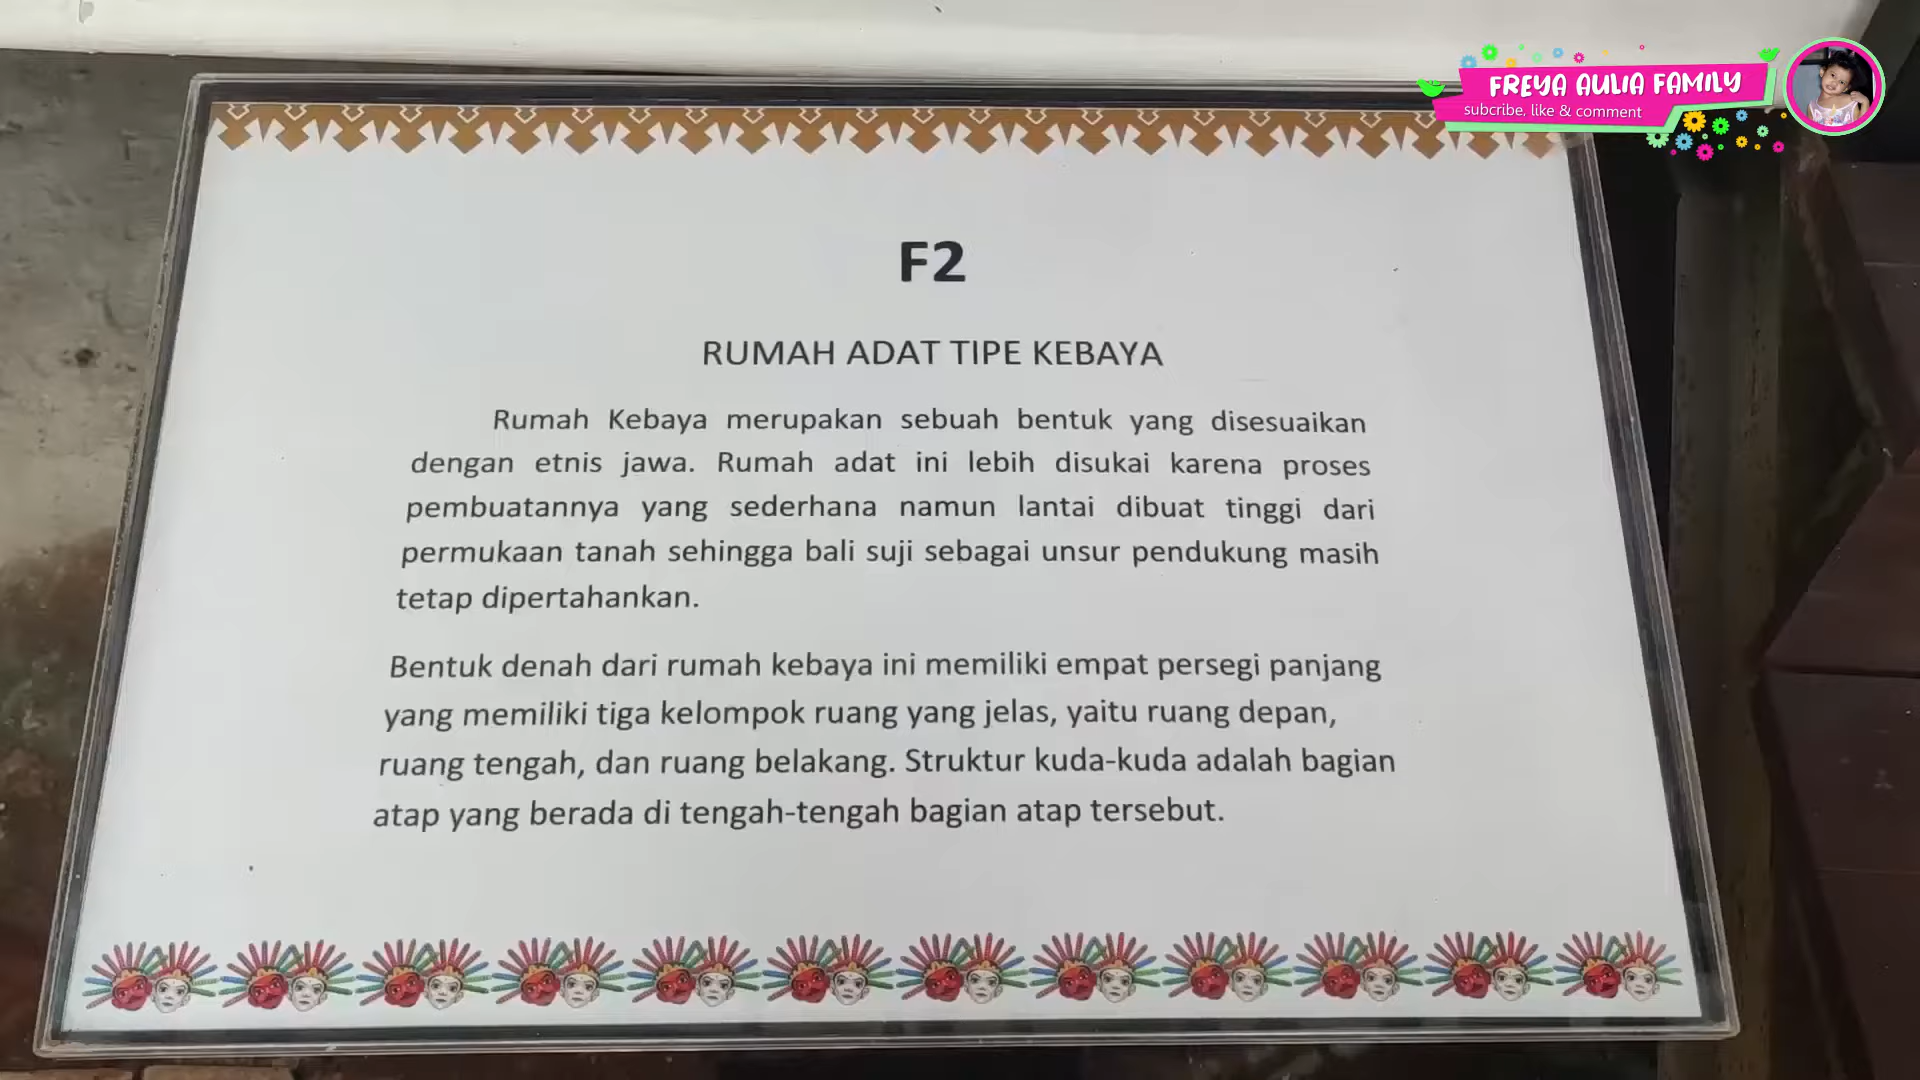 FREYA AULIA FAMILY
subcribe, like & comment
F2
RUMAH ADAT TIPE KEBAYA
Rumah Kebaya merupakan sebuah bentuk yang disesuaikan
dengan etnis jawa. Rumah adat ini lebih disukai karena proses
pembuatannya yang sederhana namun lantai dibuat tinggi dari
permukaan tanah sehingga bali suji sebagai unsur pendukung masih
tetap dipertahankan.
Bentuk denah dari rumah kebaya ini memiliki empat persegi panjang
yang memiliki tiga kelompok ruang yang jelas, yaitu ruang depan,
ruang tengah, dan ruang belakang. Struktur kuda-kuda adalah bagian
atap yang berada di tengah-tengah bagian atap tersebut.